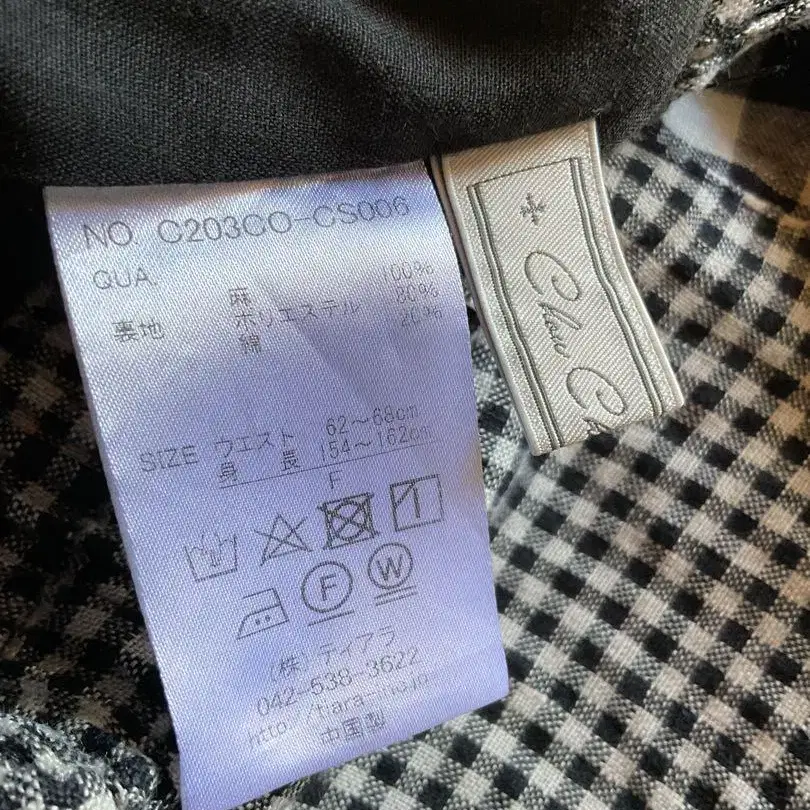 NO. C203CO-CS006
QUA.
麻 100%
裏地 ポリエステル 80%
綿 20%
SIZE ウエスト 62～68cm
身長 154～162cm
F
F W
(株)ティアラ
042-538-3622
中国製
Chou